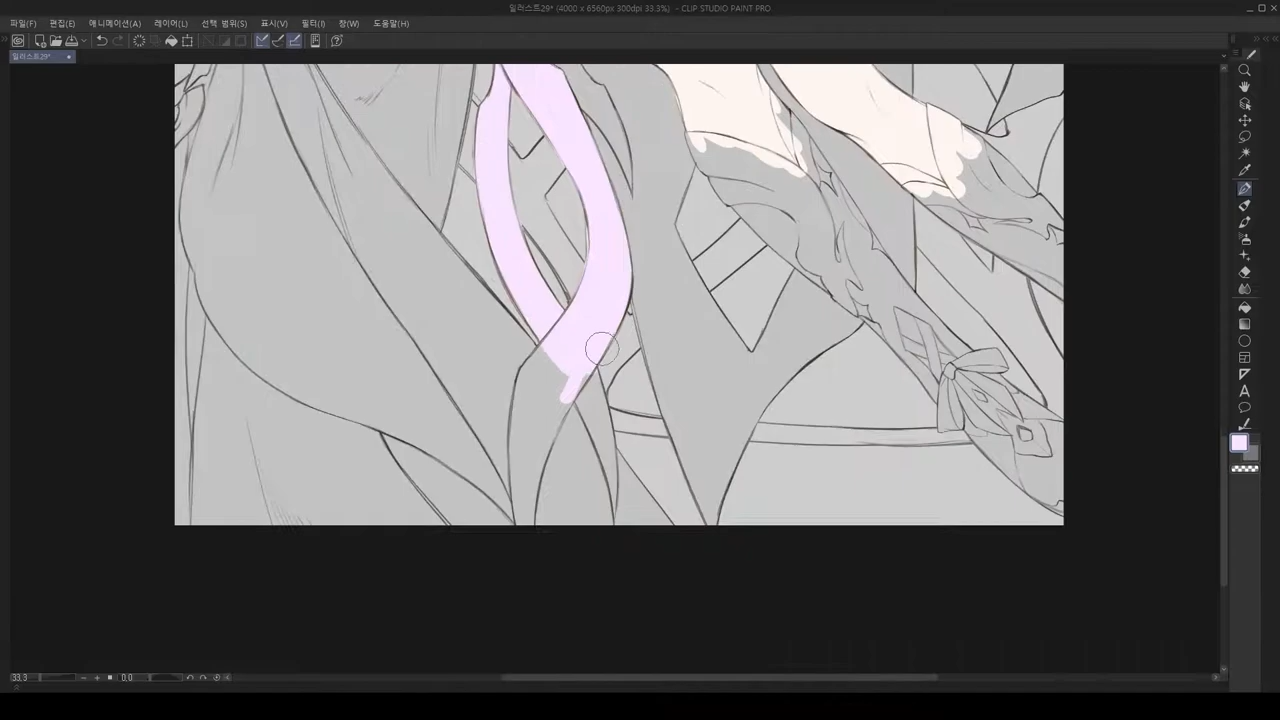 일러스트29* (4000 x 6560px 300dpi 33.3%) - CLIP STUDIO PAINT PRO
파일(F) 편집(E) 애니메이션(A) 레이어(L) 선택 범위(S) 표시(V) 필터(I) 창(W) 도움말(H)
일러스트29*
A
33.3 0.0